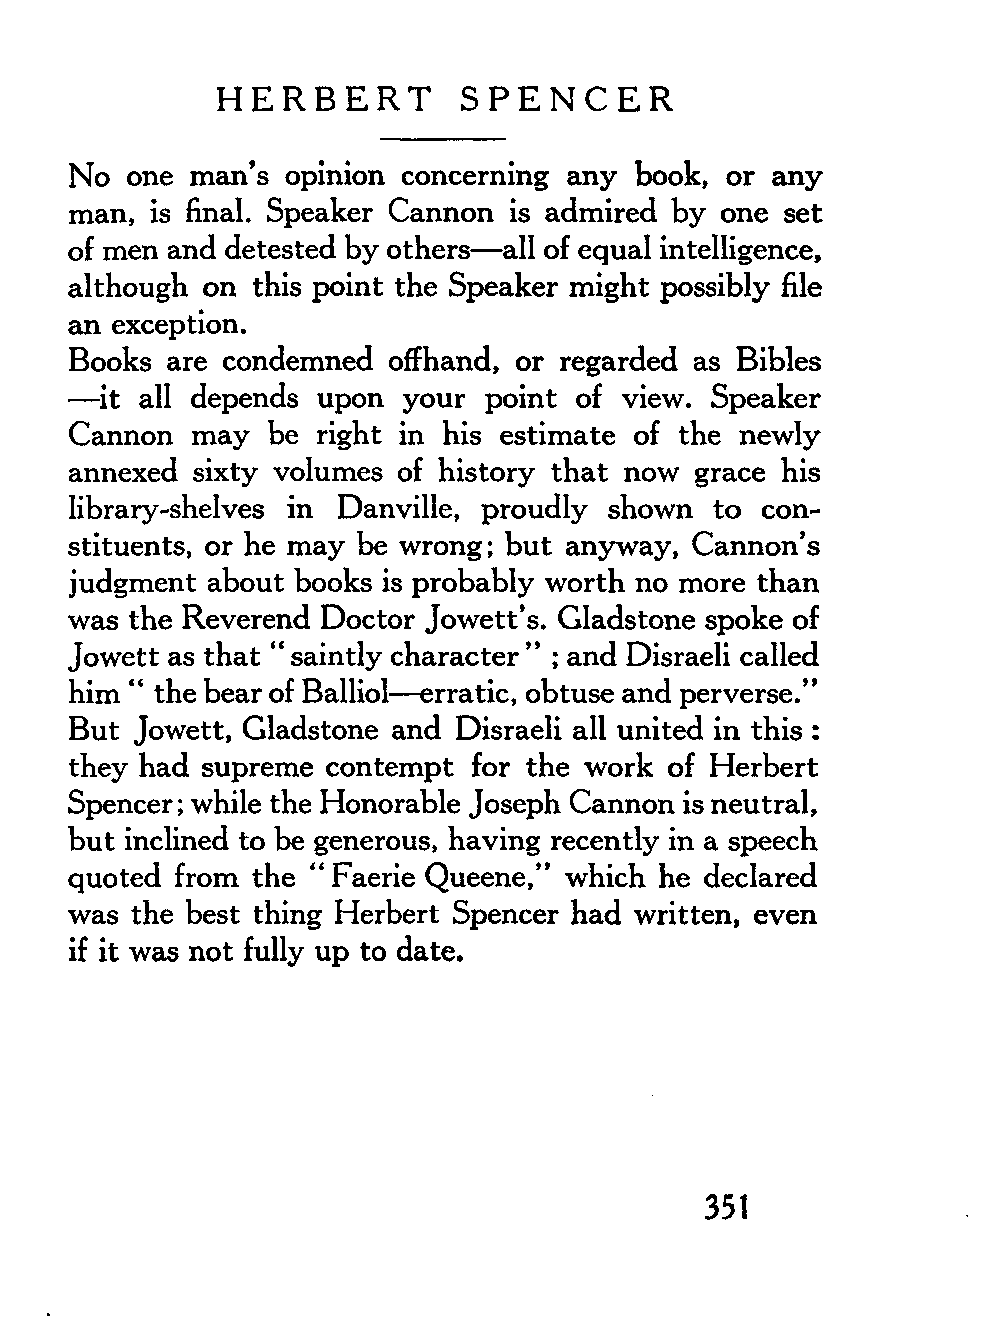 HERBERT SPENCER
No one man's opinion concerning any book, or any
man, is final. Speaker Cannon is admired by one set
of men and detested by others—all of equal intelligence,
although on this point the Speaker might possibly file
an exception.
Books are condemned offhand, or regarded as Bibles
—it all depends upon your point of view. Speaker
Cannon may be right in his estimate of the newly
annexed sixty volumes of history that now grace his
library-shelves in Danville, proudly shown to con-
stituents, or he may be wrong; but anyway, Cannon's
judgment about books is probably worth no more than
was the Reverend Doctor Jowett's. Gladstone spoke of
Jowett as that "saintly character" ; and Disraeli called
him " the bear of Balliol—erratic, obtuse and perverse."
But Jowett, Gladstone and Disraeli all united in this :
they had supreme contempt for the work of Herbert
Spencer; while the Honorable Joseph Cannon is neutral,
but inclined to be generous, having recently in a speech
quoted from the "Faerie Queene," which he declared
was the best thing Herbert Spencer had written, even
if it was not fully up to date.
351